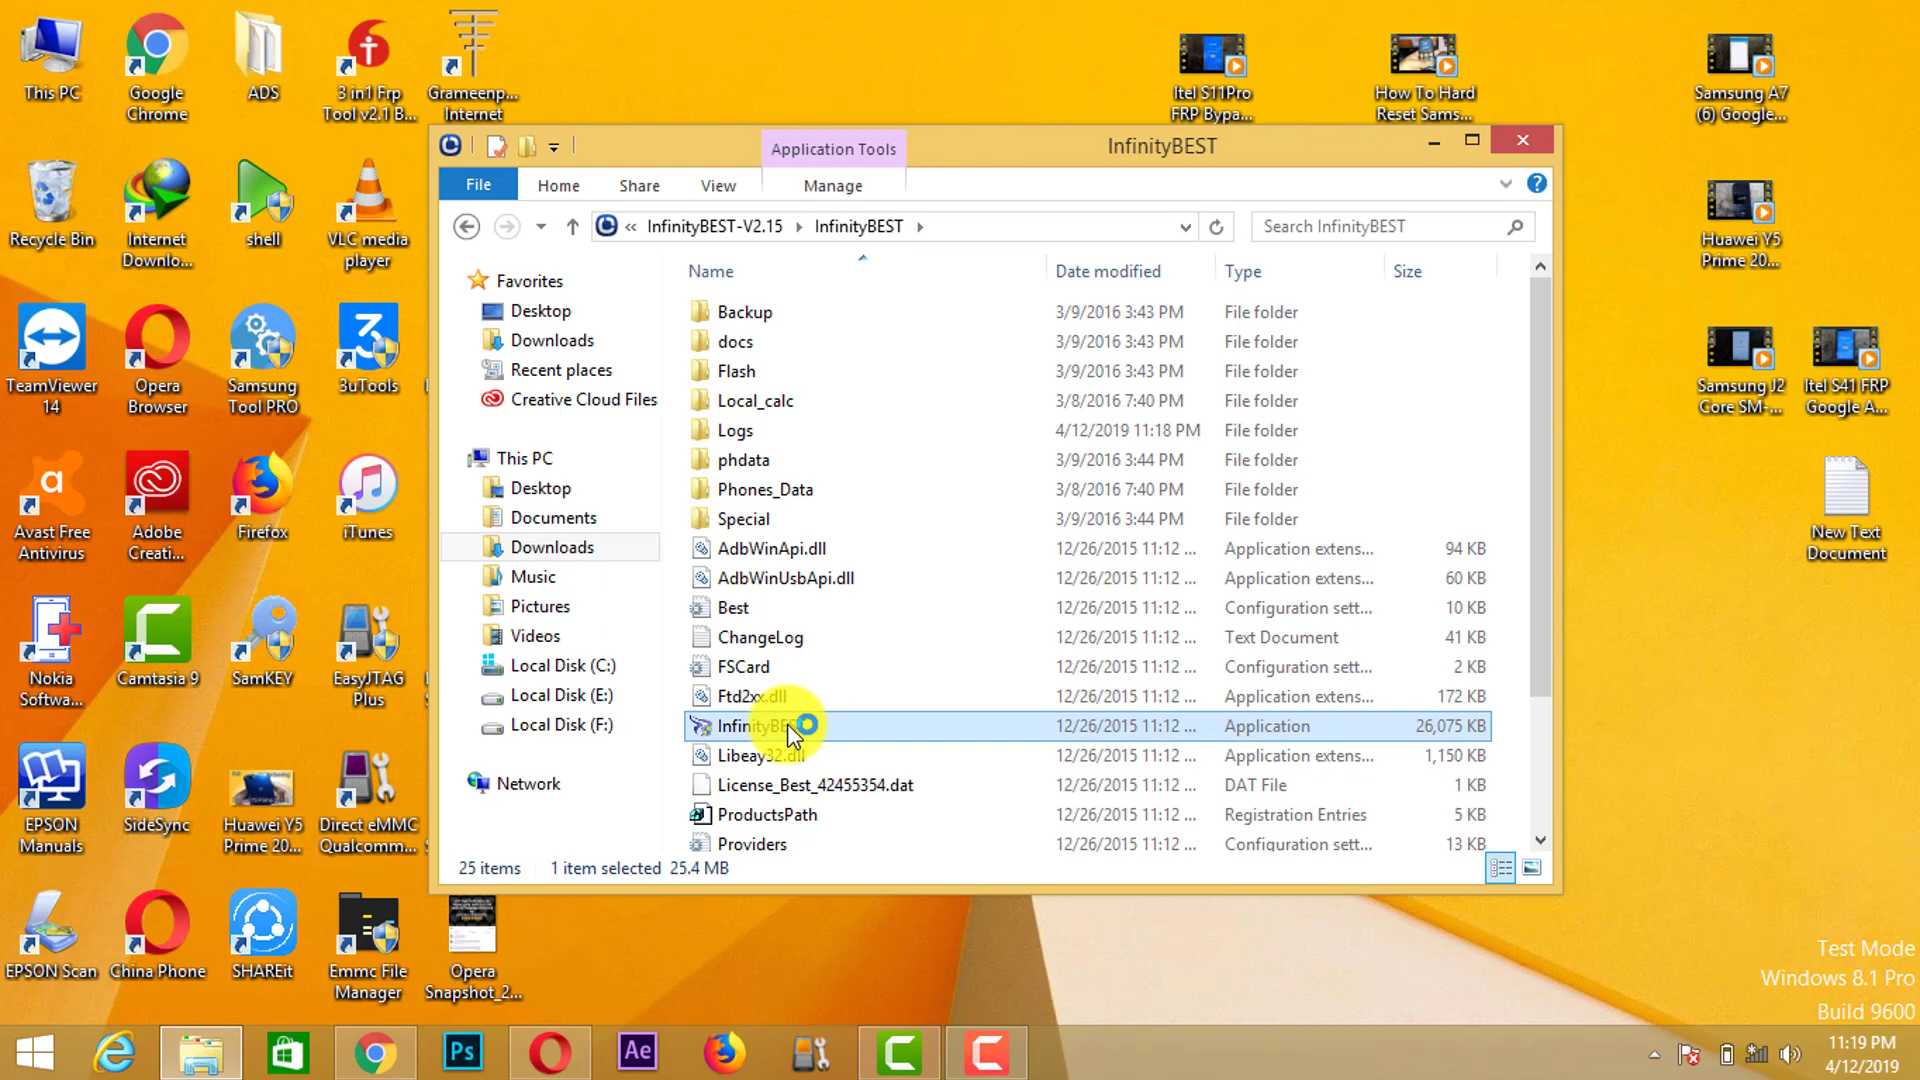 This PC
Google
Chrome
ADS
3 in1 Frp
Tool v2.1 B...
Grameenp...
Internet
Itel S11Pro
FRP Bypa...
How To Hard
Reset Sams...
Samsung A7
(6) Google...
Recycle Bin
Internet
Downlo...
shell
VLC media
player
Huawei Y5
Prime 20...
TeamViewer
14
Opera
Browser
Samsung
Tool PRO
3uTools
Samsung J2
Core SM-...
Itel S41 FRP
Google A...
Avast Free
Antivirus
Adobe
Creati...
Firefox
iTunes
New Text
Document
Nokia
Softwa...
Camtasia 9
SamKEY
EasyJTAG
Plus
EPSON
Manuals
SideSync
Huawei Y5
Prime 20...
Direct eMMC
Qualcomm...
EPSON Scan
China Phone
SHAREit
Emmc File
Manager
Opera
Snapshot_2...
Application Tools
InfinityBEST
File
Home
Share
View
Manage
« InfinityBEST-V2.15 InfinityBEST
Search InfinityBEST
Favorites
Desktop
Downloads
Recent places
Creative Cloud Files
This PC
Desktop
Documents
Downloads
Music
Pictures
Videos
Local Disk (C:)
Local Disk (E:)
Local Disk (F:)
Network
Name Date modified Type Size
Backup 3/9/2016 3:43 PM File folder
docs 3/9/2016 3:43 PM File folder
Flash 3/9/2016 3:43 PM File folder
Local_calc 3/8/2016 7:40 PM File folder
Logs 4/12/2019 11:18 PM File folder
phdata 3/9/2016 3:44 PM File folder
Phones_Data 3/8/2016 7:40 PM File folder
Special 3/9/2016 3:44 PM File folder
AdbWinApi.dll 12/26/2015 11:12 ... Application extens... 94 KB
AdbWinUsbApi.dll 12/26/2015 11:12 ... Application extens... 60 KB
Best 12/26/2015 11:12 ... Configuration sett... 10 KB
ChangeLog 12/26/2015 11:12 ... Text Document 41 KB
FSCard 12/26/2015 11:12 ... Configuration sett... 2 KB
Ftd2xx.dll 12/26/2015 11:12 ... Application extens... 172 KB
InfinityBES 12/26/2015 11:12 ... Application 26,075 KB
Libeay32.dll 12/26/2015 11:12 ... Application extens... 1,150 KB
License_Best_42455354.dat 12/26/2015 11:12 ... DAT File 1 KB
ProductsPath 12/26/2015 11:12 ... Registration Entries 5 KB
Providers 12/26/2015 11:12 ... Configuration sett... 13 KB
25 items 1 item selected 25.4 MB
Test Mode
Windows 8.1 Pro
Build 9600
Ps
Ae
11:19 PM
4/12/2019